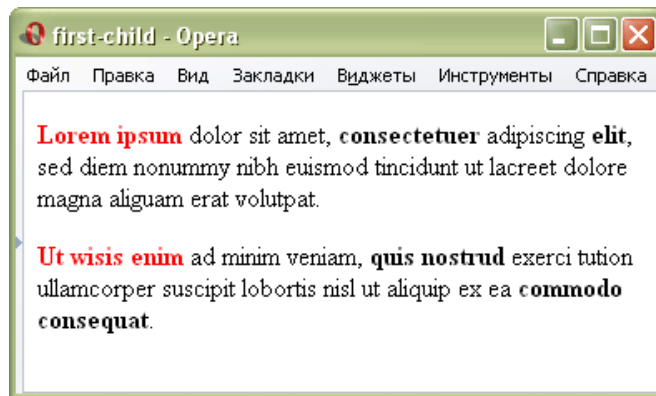 first-child - Opera
Файл Правка Вид Закладки Виджеты Инструменты Справка
Lorem ipsum dolor sit amet, consectetuer adipiscing elit,
sed diem nonummy nibh euismod tincidunt ut lacreet dolore
magna aliguam erat volutpat.
Ut wisis enim ad minim veniam, quis nostrud exerci tution
ullamcorper suscipit lobortis nisl ut aliquip ex ea commodo
consequat.